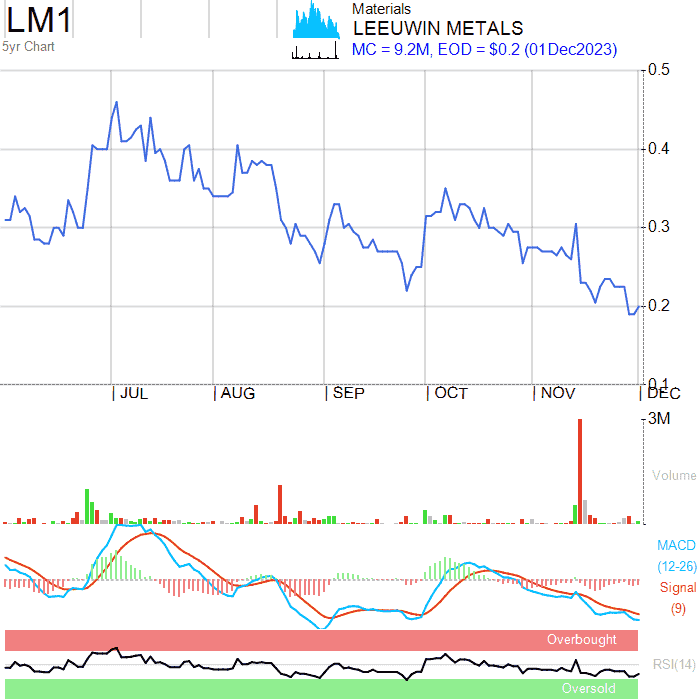 LM1
5yr Chart
Materials
LEEUWIN METALS
MC = 9.2M, EOD = $0.2 (01Dec2023)
0.5
0.4
0.3
0.2
0.1
JUL AUG SEP OCT NOV DEC
3M
Volume
MACD
(12-26)
Signal
(9)
Overbought
RSI(14)
Oversold